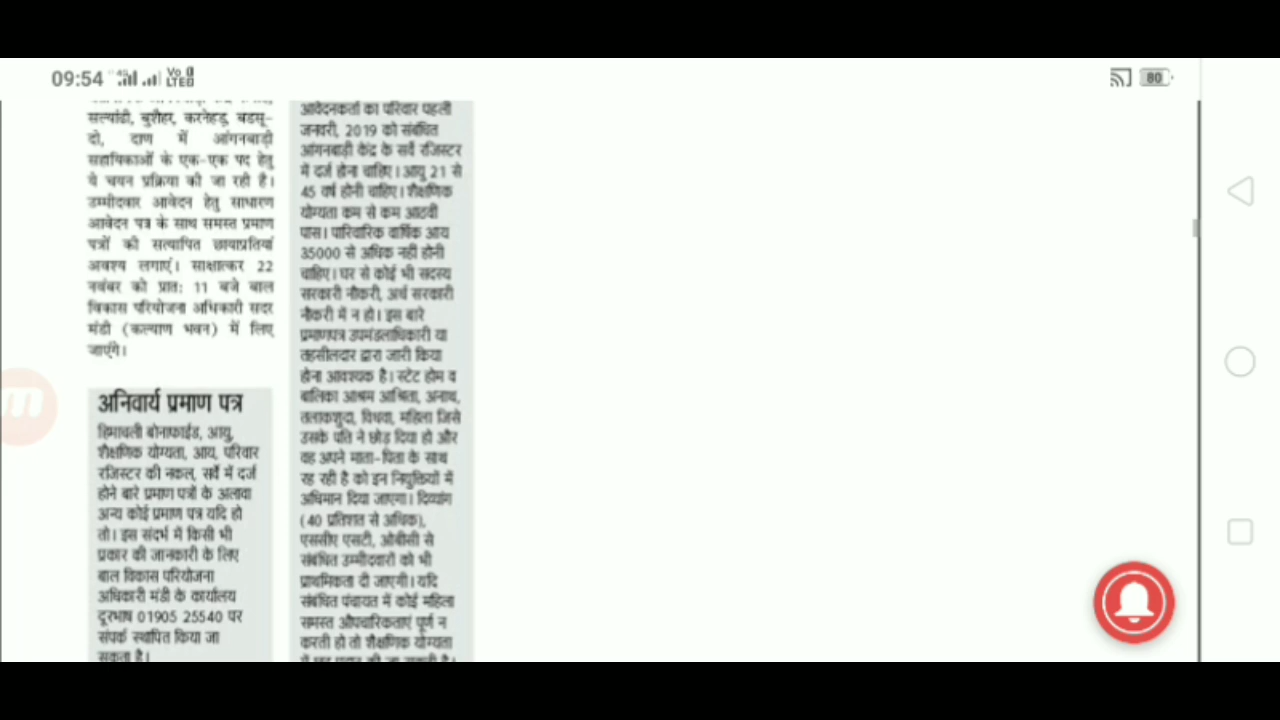 09:54
80
सल्यांढी, बुशैहर, करनेहड़ू, बडसू-
दो, दाण में आंगनबाड़ी
सहायिकाओं के एक-एक पद हेतु
ये चयन प्रक्रिया की जा रही है।
उम्मीदवार आवेदन हेतु साधारण
आवेदन पत्र के साथ समस्त प्रमाण
पत्रों की सत्यापित छायाप्रतियां
अवश्य लगाएं। साक्षात्कार 22
नवंबर को प्रात: 11 बजे बाल
विकास परियोजना अधिकारी सदर
मंडी (कल्याण भवन) में लिए
जाएंगे।
अनिवार्य प्रमाण पत्र
हिमाचली बोनाफाईड, आयु,
शैक्षणिक योग्यता, आय, परिवार
रजिस्टर की नकल, सर्वे में दर्ज
होने बारे प्रमाण पत्रों के अलावा
अन्य कोई प्रमाण पत्र यदि हो
तो। इस संदर्भ में किसी भी
प्रकार की जानकारी के लिए
बाल विकास परियोजना
अधिकारी मंडी के कार्यालय
दूरभाष 01905 25540 पर
संपर्क स्थापित किया जा
सकता है।
आवेदनकर्ता का परिवार पहली
जनवरी, 2019 को संबंधित
आंगनबाड़ी केंद्र के सर्वे रजिस्टर
में दर्ज होना चाहिए। आयु 21 से
45 वर्ष होनी चाहिए। शैक्षणिक
योग्यता कम से कम आठवीं
पास। पारिवारिक वार्षिक आय
35000 से अधिक नहीं होनी
चाहिए। घर से कोई भी सदस्य
सरकारी नौकरी, अर्ध सरकारी
नौकरी में न हो। इस बारे
प्रमाणपत्र उपमंडलाधिकारी या
तहसीलदार द्वारा जारी किया
होना आवश्यक है। स्टेट होम व
बालिका आश्रम आश्रिता, अनाथ,
तलाकशुदा, विधवा, महिला जिसे
उसके पति ने छोड़ दिया हो और
वह अपने माता-पिता के साथ
रह रही है को इन नियुक्तियों में
अधिमान दिया जाएगा। दिव्यांग
(40 प्रतिशत से अधिक),
एससीए एसटी, ओबीसी से
संबंधित उम्मीदवारों को भी
प्राथमिकता दी जाएगी। यदि
संबंधित पंचायत में कोई महिला
समस्त औपचारिकताएं पूर्ण न
करती हो तो शैक्षणिक योग्यता